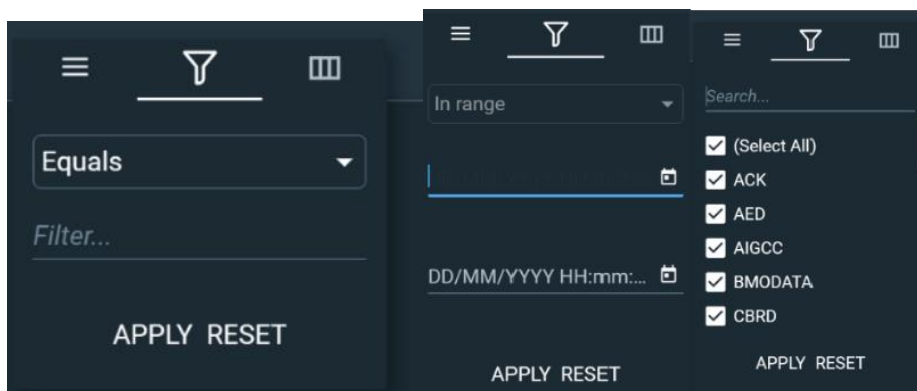 Equals
Filter...
APPLY RESET
In range
DD/MM/YYYY HH:mm:...
APPLY RESET
Search...
(Select All)
ACK
AED
AIGCC
BMODATA
CBRD
APPLY RESET